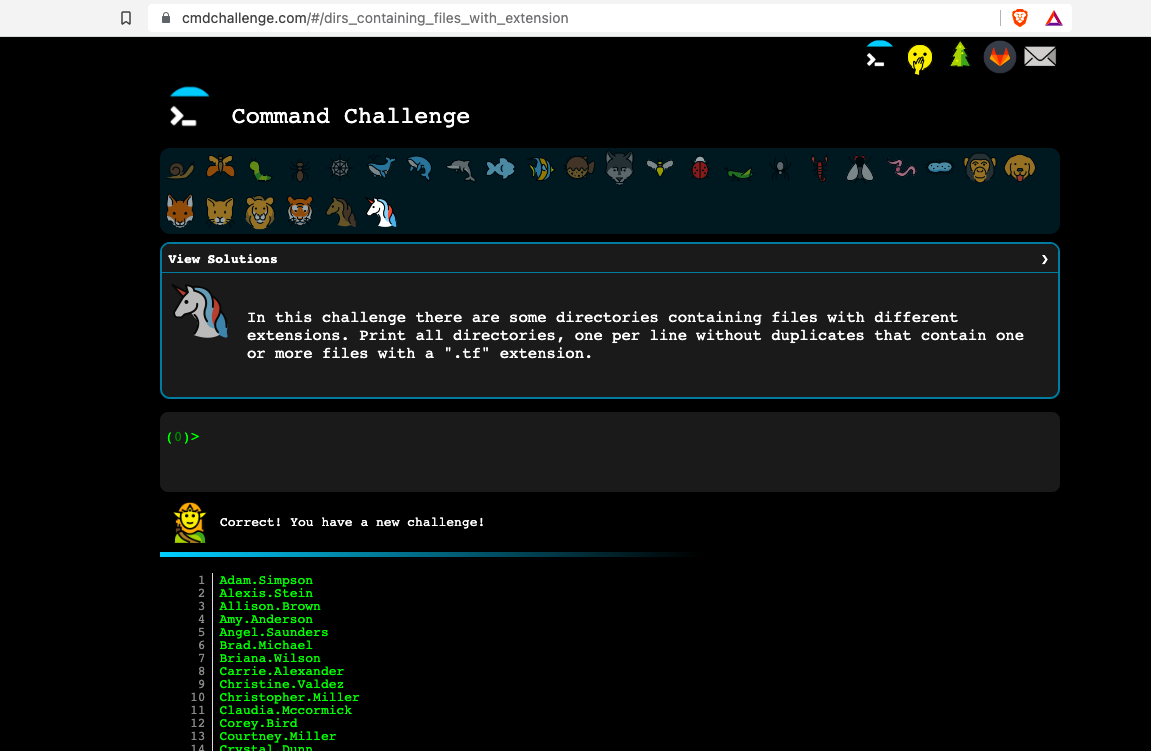 cmdchallenge.com/#/dirs_containing_files_with_extension
Command Challenge
View Solutions
In this challenge there are some directories containing files with different
extensions. Print all directories, one per line without duplicates that contain one
or more files with a ".tf" extension.
(0)>
Correct! You have a new challenge!
1 Adam.Simpson
2 Alexis.Stein
3 Allison.Brown
4 Amy.Anderson
5 Angel.Saunders
6 Brad.Michael
7 Briana.Wilson
8 Carrie.Alexander
9 Christine.Valdez
10 Christopher.Miller
11 Claudia.Mccormick
12 Corey.Bird
13 Courtney.Miller
14 Crystal.Dunn